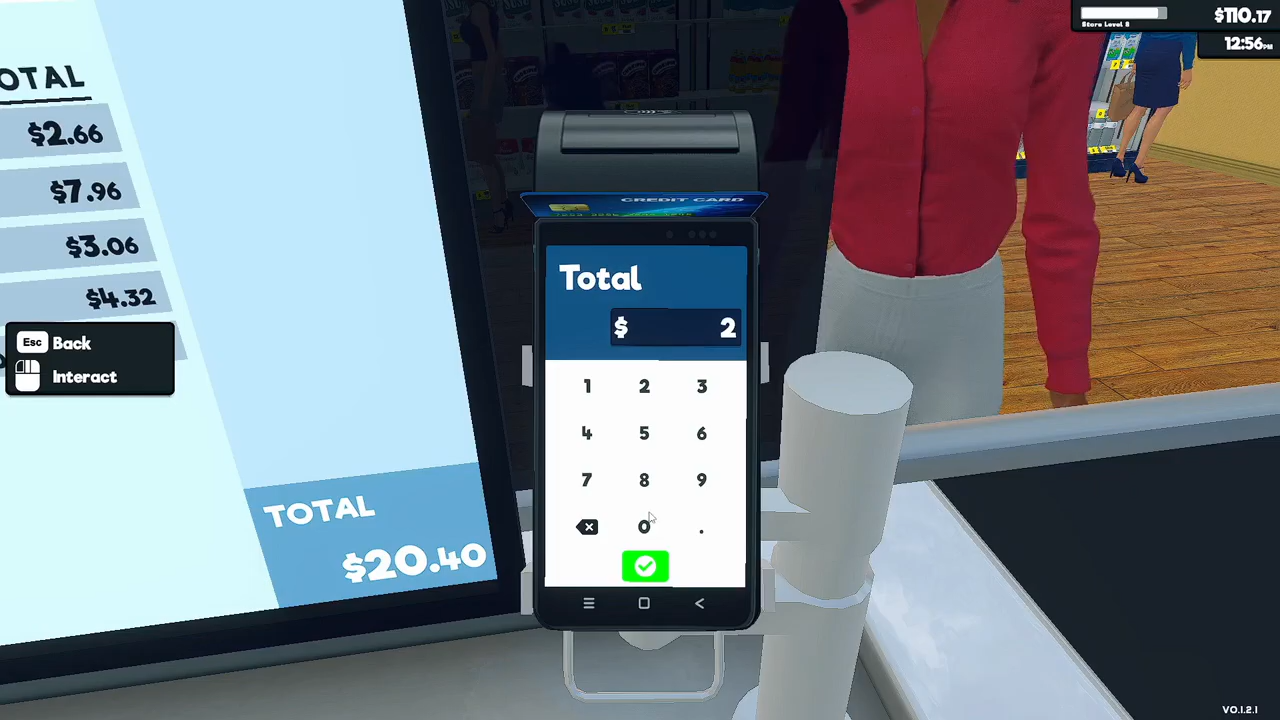 OTAL
$2.66
$7.96
$3.06
$4.32
Esc Back
Interact
TOTAL
$20.40
CREDIT CARD
Total
$ 2
1 2 3
4 5 6
7 8 9
0 .
Store Level 8
$110.17
12:56PM
V0.1.2.1